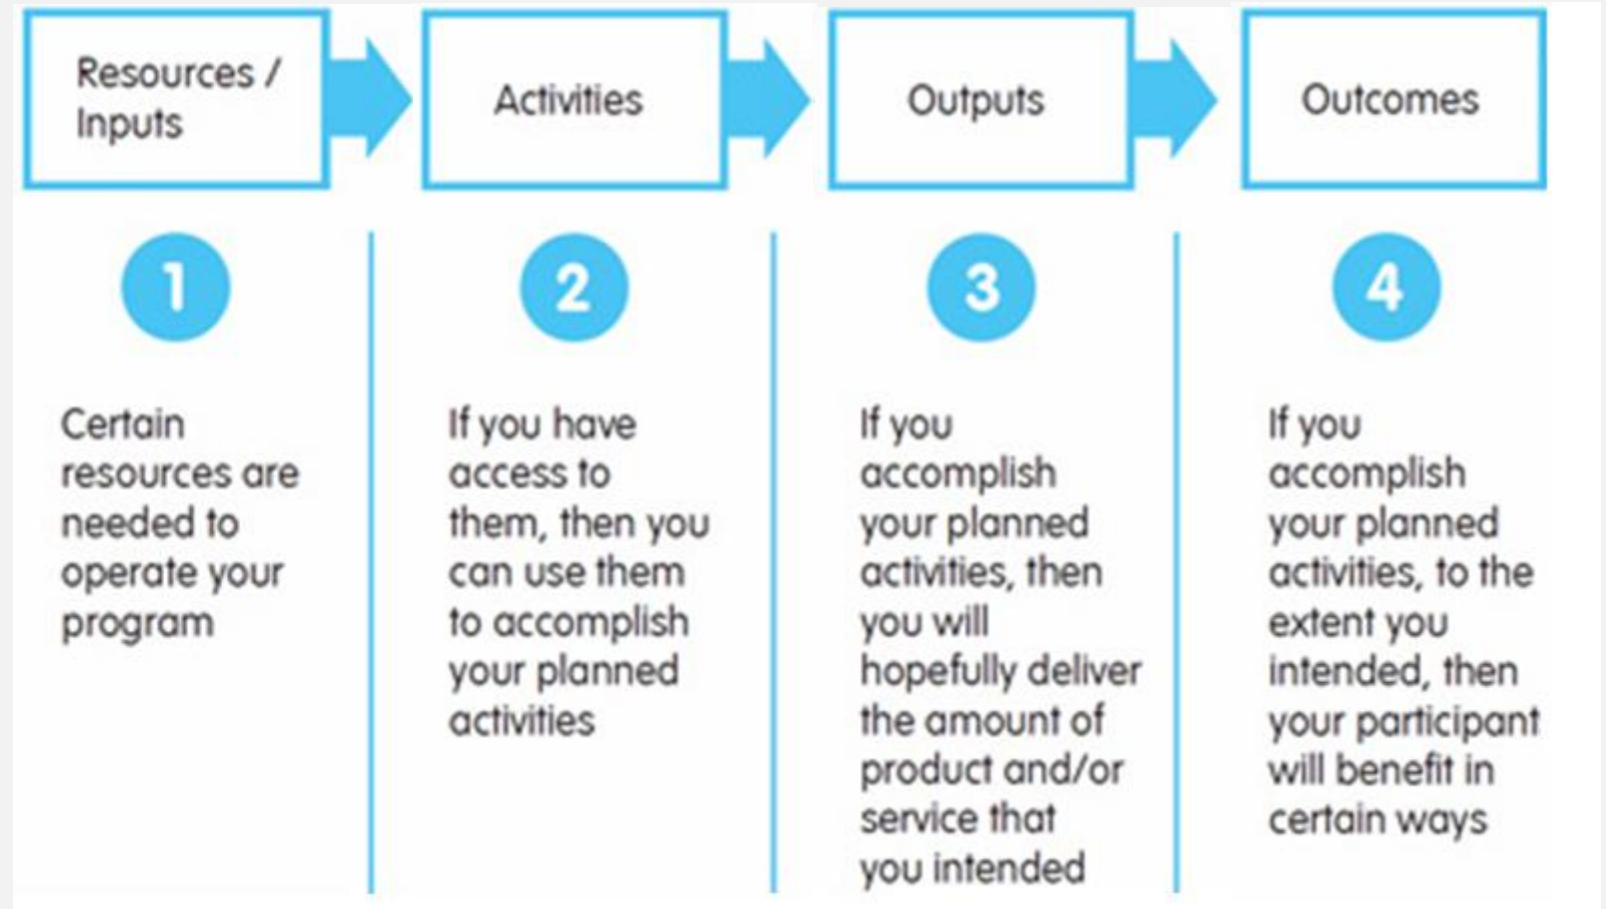 Resources /
Inputs
Activities
Outputs
Outcomes
1
Certain
resources are
needed to
operate your
program
2
If you have
access to
them, then you
can use them
to accomplish
your planned
activities
3
If you
accomplish
your planned
activities, then
you will
hopefully deliver
the amount of
product and/or
service that
you intended
4
If you
accomplish
your planned
activities, to the
extent you
intended, then
your participant
will benefit in
certain ways